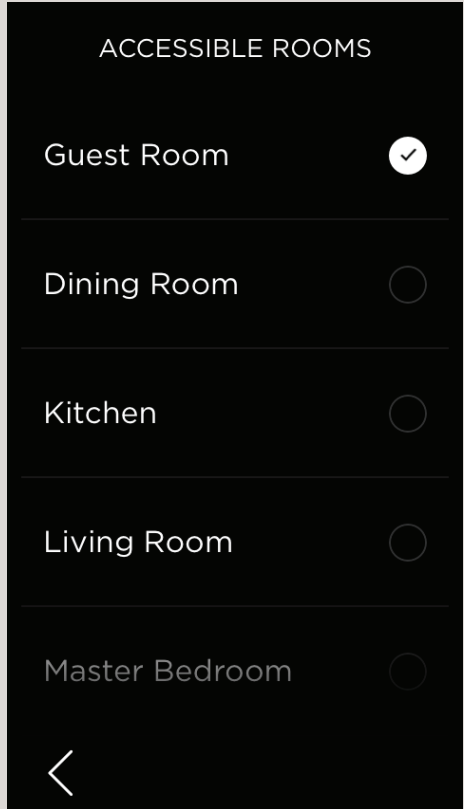 ACCESSIBLE ROOMS
Guest Room
Dining Room
Kitchen
Living Room
Master Bedroom